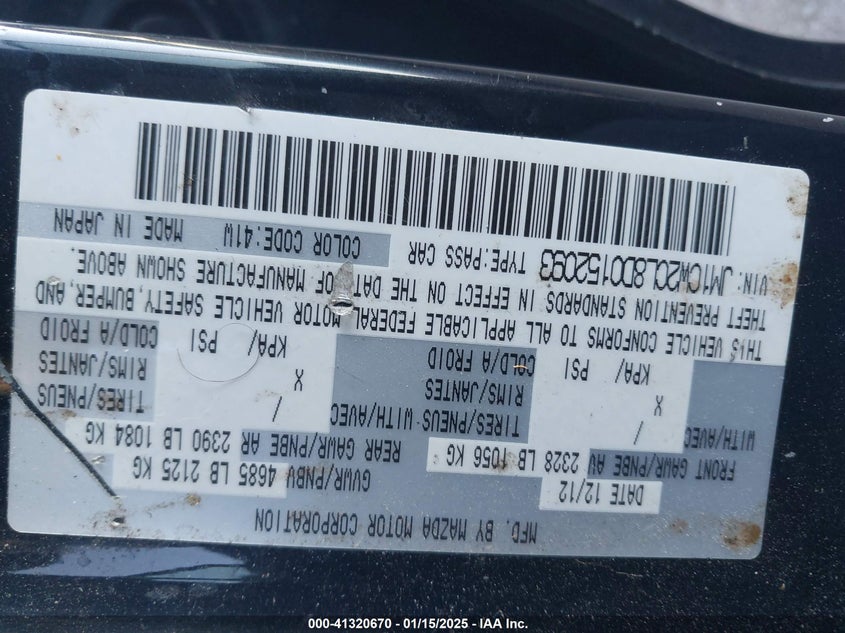 MFD. BY MAZDA MOTOR CORPORATION
DATE 12/12 GVWR/PNBV 4685 LB 2125 KG
FRONT GAWR/PNBE AV 2328 LB 1056 KG REAR GAWR/PNBE AR 2390 LB 1084 KG
WITH/AVEC / TIRES/PNEUS WITH/AVEC / TIRES/PNEUS
X RIMS/JANTES X RIMS/JANTES
KPA/ PSI COLD/A FROID KPA/ PSI COLD/A FROID
THIS VEHICLE CONFORMS TO ALL APPLICABLE FEDERAL MOTOR VEHICLE SAFETY, BUMPER, AND
THEFT PREVENTION STANDARDS IN EFFECT ON THE DATE OF MANUFACTURE SHOWN ABOVE.
VIN: JM1CW2CL8D0152093 TYPE:PASS CAR COLOR CODE:41W MADE IN JAPAN
000-41320670 - 01/15/2025 - © IAA Inc.